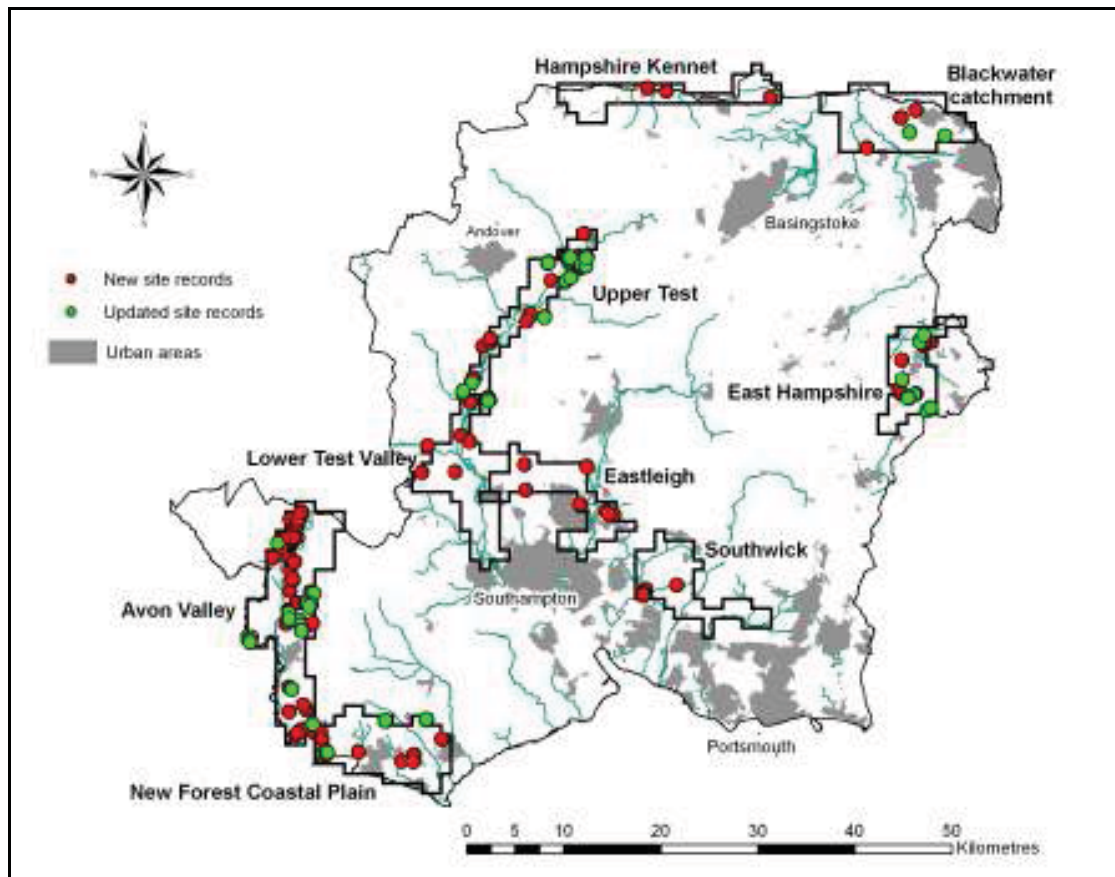 Hampshire Kennet
Blackwater
catchment
N
Basingstoke
Andover
New site records
Updated site records
Urban areas
Upper Test
East Hampshire
Lower Test Valley
Eastleigh
Southwick
Southampton
Avon Valley
Portsmouth
New Forest Coastal Plain
0 5 10 20 30 40 50
Kilometres